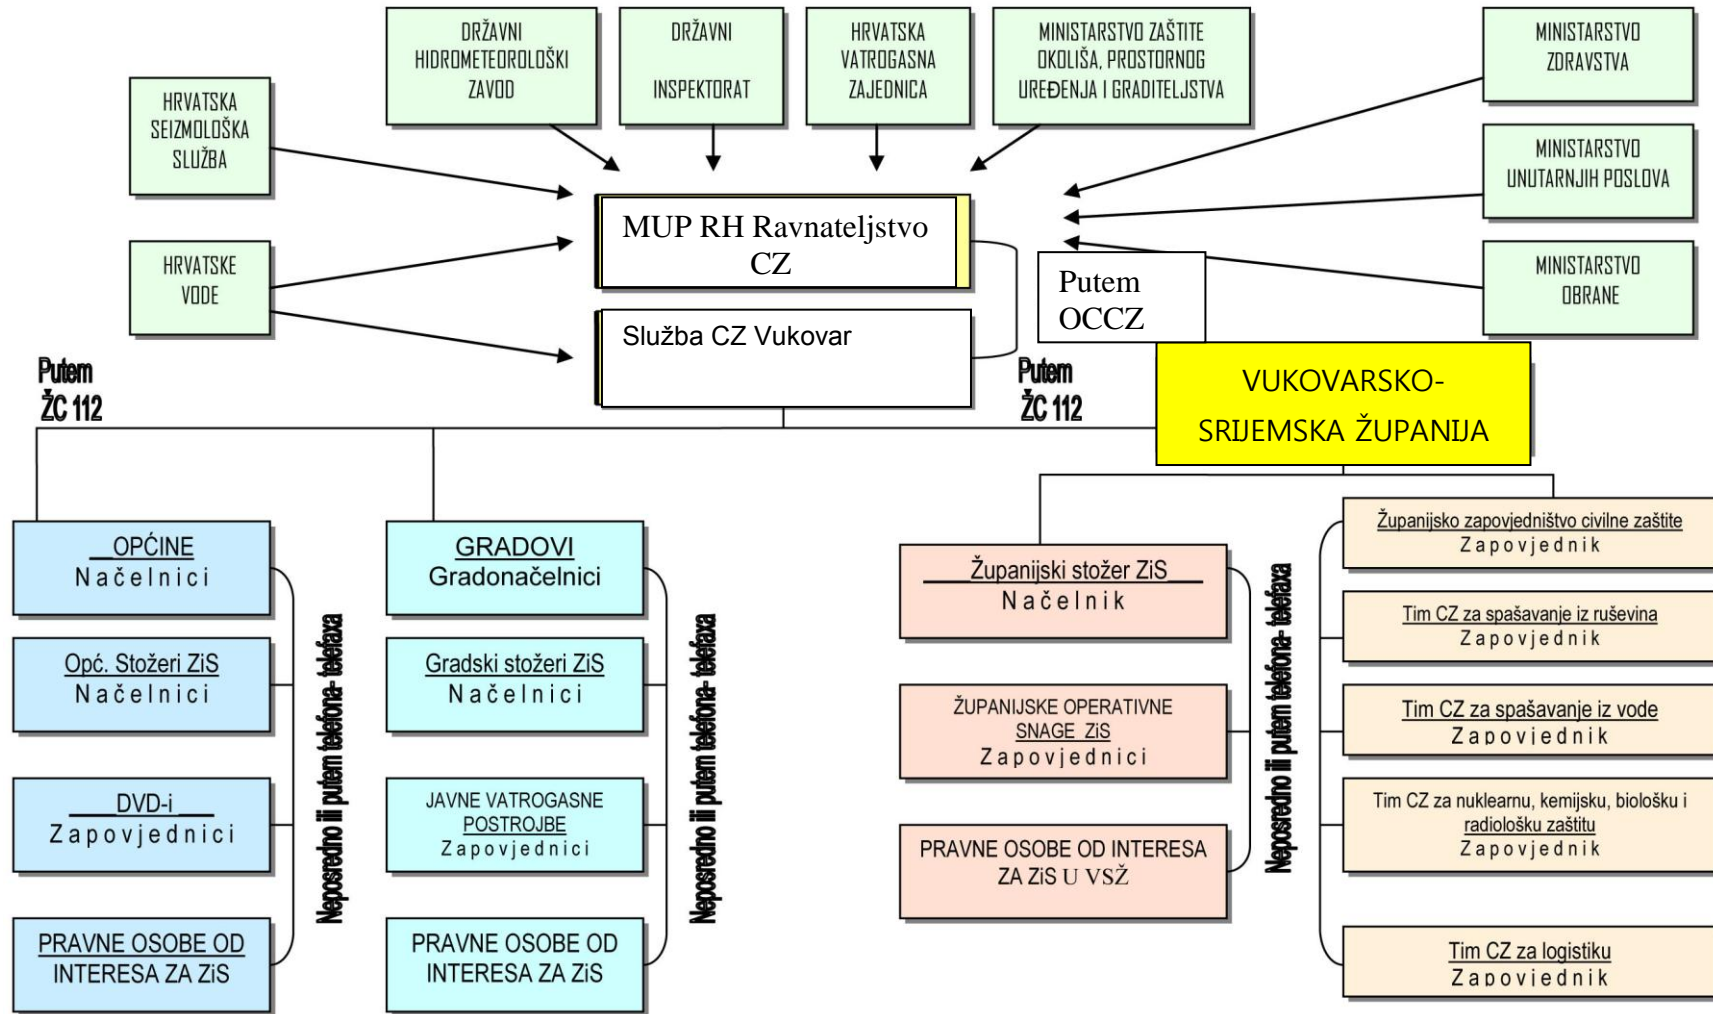 DRŽAVNI
HIDROMETEOROLOŠKI
ZAVOD
DRŽAVNI
INSPEKTORAT
HRVATSKA
VATROGASNA
ZAJEDNICA
MINISTARSTVO ZAŠTITE
OKOLIŠA, PROSTORNOG
UREĐENJA I GRADITELJSTVA
MINISTARSTVO
ZDRAVSTVA
HRVATSKA
SEIZMOLOŠKA
SLUŽBA
MINISTARSTVO
UNUTARNJIH POSLOVA
HRVATSKE
VODE
MUP RH Ravnateljstvo
CZ
Putem
OCCZ
MINISTARSTVO
OBRANE
Služba CZ Vukovar
Putem
ŽC 112
Putem
ŽC 112
VUKOVARSKO-
SRIJEMSKA ŽUPANIJA
__OPĆINE
Načelnici
Opć. Stožeri ZiS
Načelnici
___DVD-i___
Zapovjednici
PRAVNE OSOBE OD
INTERESA ZA ZiS
Neposredno ili putem telefona- telefaxa
GRADOVI
Gradonačelnici
Gradski stožeri ZiS
Načelnici
JAVNE VATROGASNE
POSTROJBE
Zapovjednici
PRAVNE OSOBE OD
INTERESA ZA ZiS
Neposredno ili putem telefona- telefaxa
_____Županijski stožer ZiS____
Načelnik
ŽUPANIJSKE OPERATIVNE
SNAGE ZiS
Zapovjednici
PRAVNE OSOBE OD INTERESA
ZA ZiS U VSŽ
Neposredno ili putem telefona- telefaxa
Županijsko zapovjedništvo civilne zaštite
Zapovjednik
Tim CZ za spašavanje iz ruševina
Zapovjednik
Tim CZ za spašavanje iz vode
Zapovjednik
Tim CZ za nuklearnu, kemijsku, biološku i
radiološku zaštitu
Zapovjednik
Tim CZ za logistiku
Zapovjednik